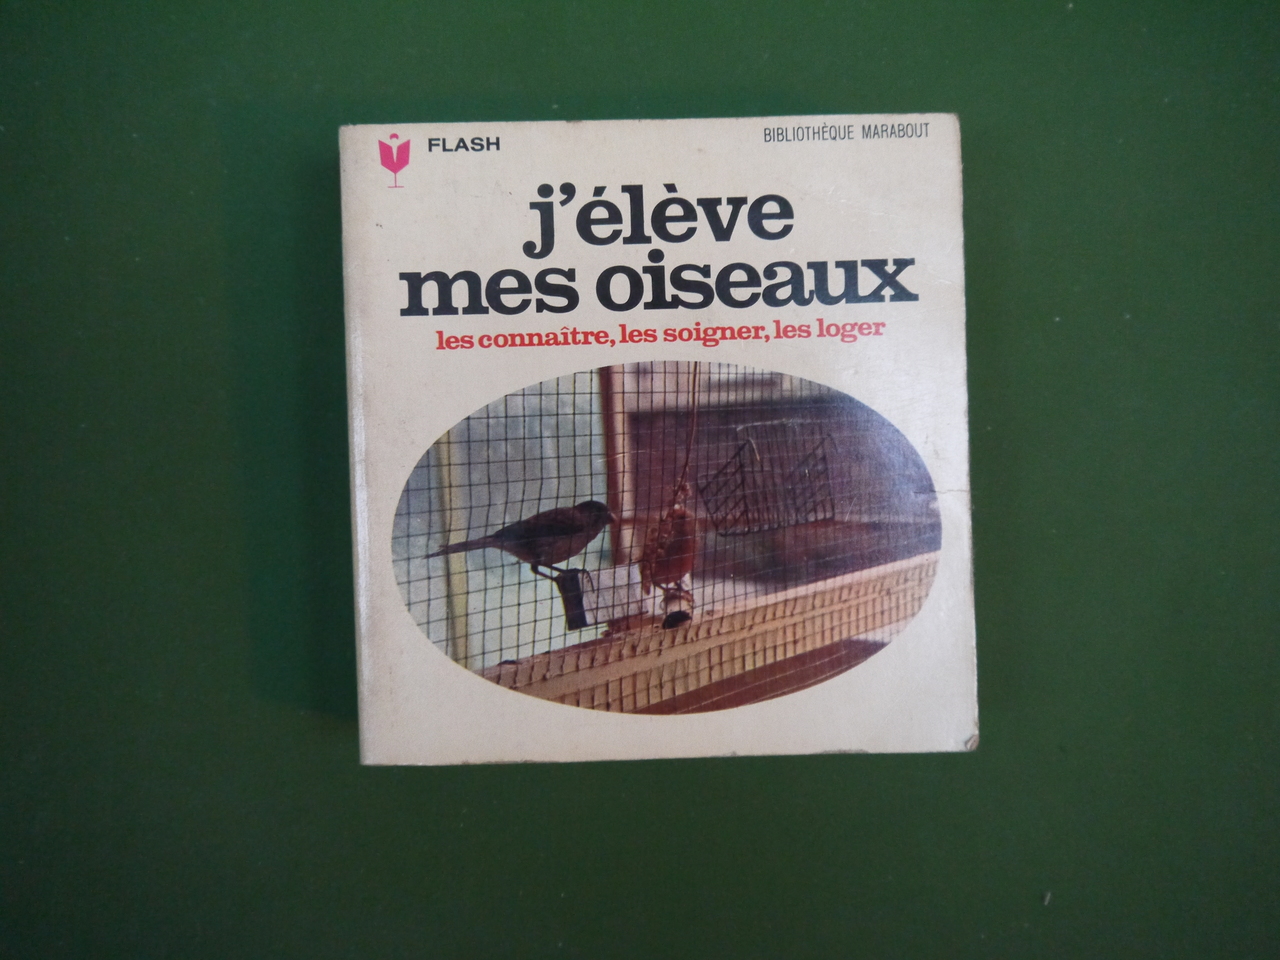 FLASH
BIBLIOTHÈQUE MARABOUT
j'élève
mes oiseaux
les connaître, les soigner, les loger